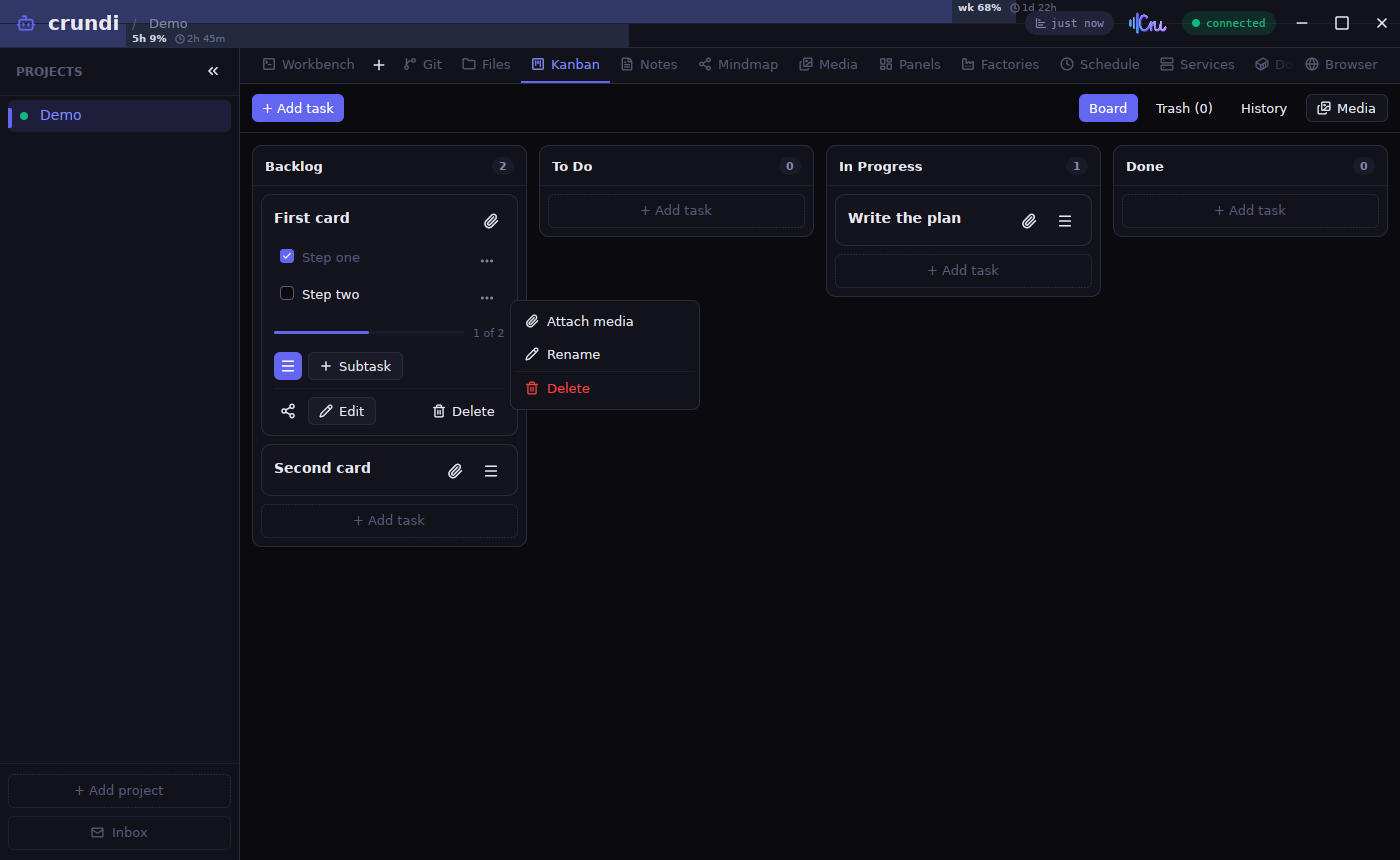 crundi / Demo
wk 68% 1d 22h
5h 9% 2h 45m
just now
connected
PROJECTS
Demo
+ Add project
Inbox
Workbench + Git Files Kanban Notes Mindmap Media Panels Factories Schedule Services Do Browser
+ Add task
Board Trash (0) History Media
Backlog 2
First card
Step one
Step two
1 of 2
+ Subtask
Edit Delete
Second card
+ Add task
Attach media
Rename
Delete
To Do 0
+ Add task
In Progress 1
Write the plan
+ Add task
Done 0
+ Add task